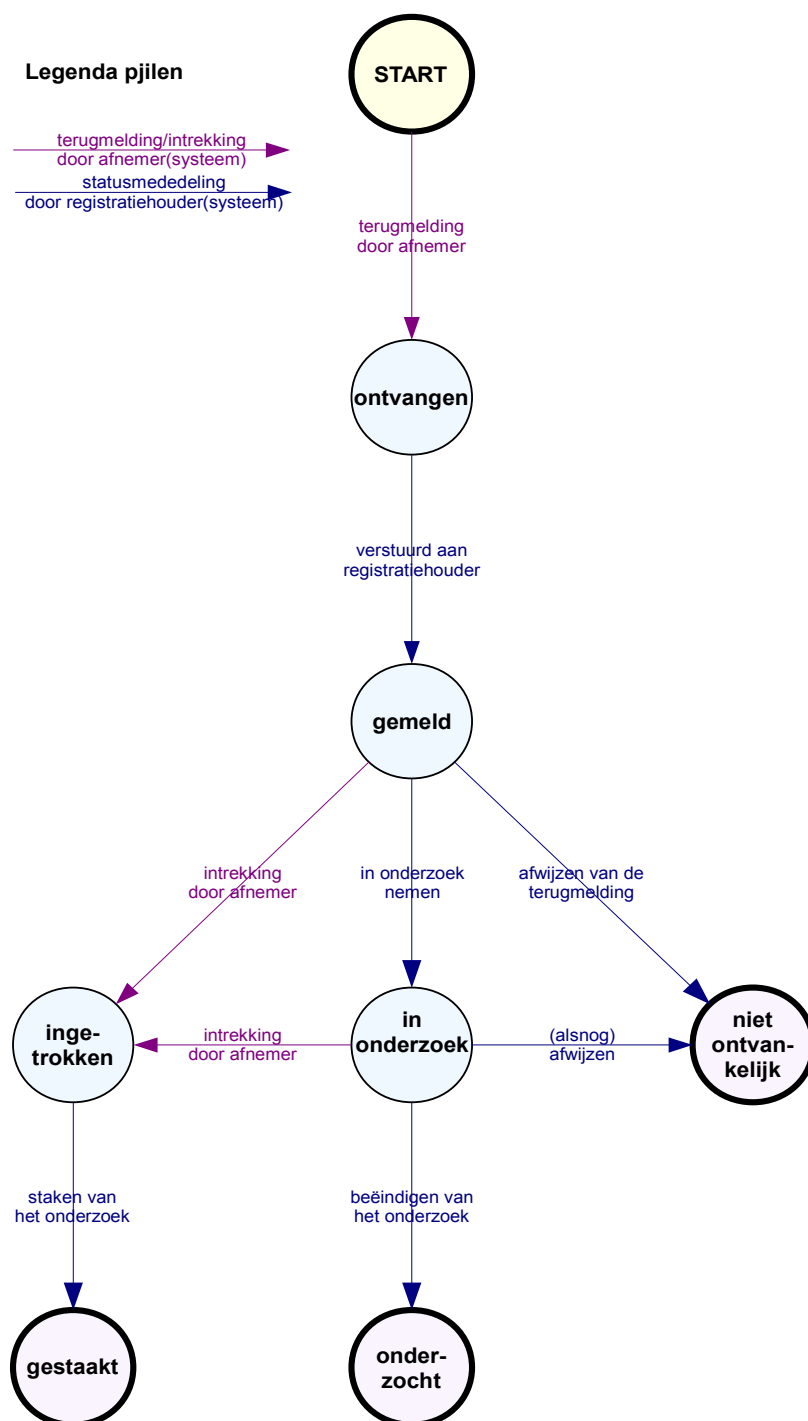 START
Legenda pjilen
terugmelding/intrekking
door afnemer(systeem)
statusmededeling
door registratiehouder(systeem)
terugmelding
door afnemer
ontvangen
verstuurd aan
registratiehouder
gemeld
intrekking
door afnemer
in onderzoek
nemen
afwijzen van de
terugmelding
inge-
trokken
intrekking
door afnemer
in
onderzoek
(alsnog)
afwijzen
niet
ontvan-
kelijk
staken van
het onderzoek
beëindigen van
het onderzoek
gestaakt
onder-
zocht